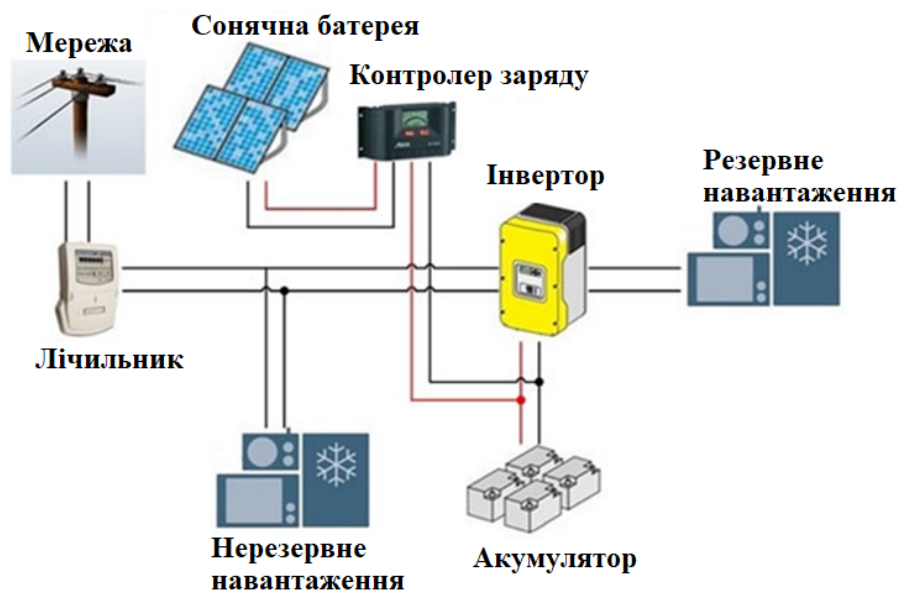 Мережа
Сонячна батерея
Контролер заряду
Інвертор
Резервне
навантаження
Лічильник
Нерезервне
навантаження
Акумулятор